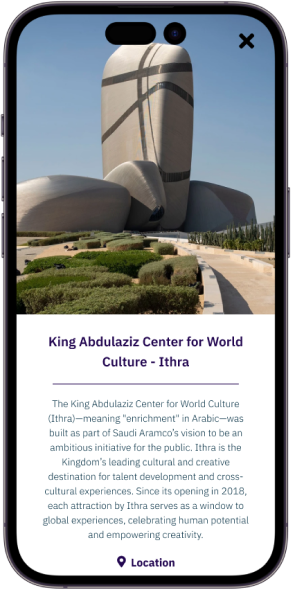 King Abdulaziz Center for World
Culture - Ithra
The King Abdulaziz Center for World Culture
(Ithra)—meaning "enrichment" in Arabic—was
built as part of Saudi Aramco's vision to be an
ambitious initiative for the public. Ithra is the
Kingdom's leading cultural and creative
destination for talent development and cross-
cultural experiences. Since its opening in 2018,
each attraction by Ithra serves as a window to
global experiences, celebrating human potential
and empowering creativity.
Location